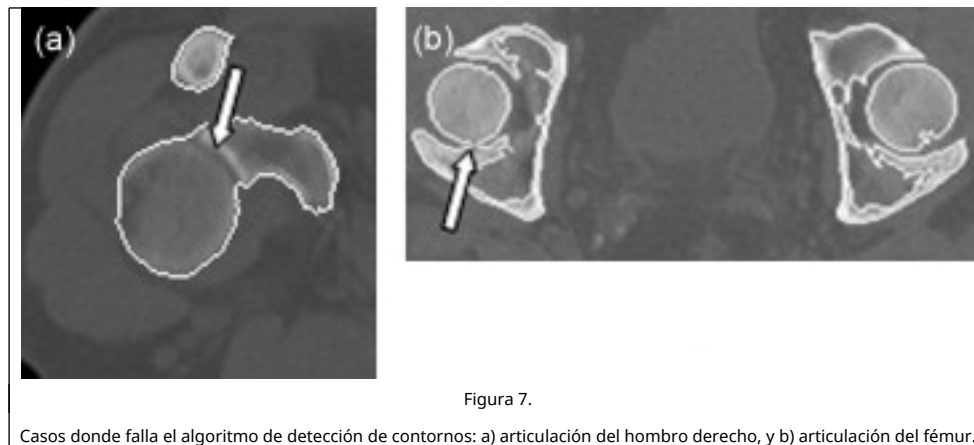 (a)
(b)
Figura 7.
Casos donde falla el algoritmo de detección de contornos: a) articulación del hombro derecho, y b) articulación del fémur.